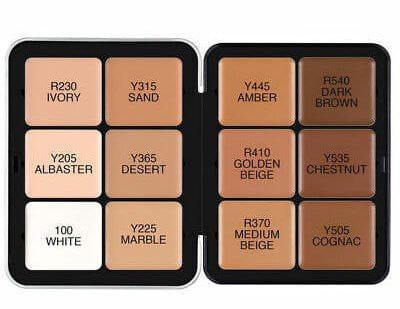 R230
IVORY
Y315
SAND
Y445
AMBER
R540
DARK
BROWN
Y205
ALBASTER
Y365
DESERT
R410
GOLDEN
BEIGE
Y535
CHESTNUT
100
WHITE
Y225
MARBLE
R370
MEDIUM
BEIGE
Y505
COGNAC